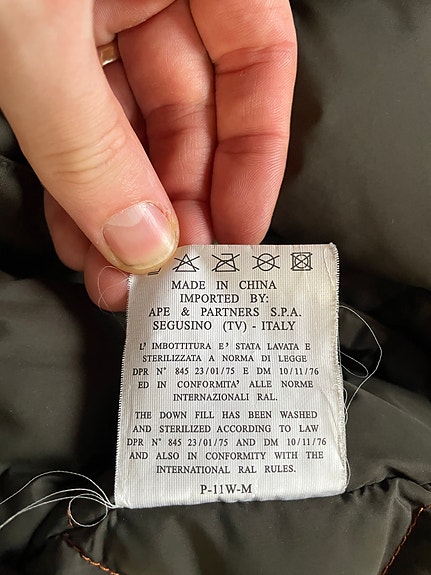 MADE IN CHINA
IMPORTED BY:
APE & PARTNERS S.P.A.
SEGUSINO (TV) - ITALY
L' IMBOTTITURA E' STATA LAVATA E
STERILIZZATA A NORMA DI LEGGE
DPR N° 845 23/01/75 E DM 10/11/76
ED IN CONFORMITA' ALLE NORME
INTERNAZIONALI RAL.
THE DOWN FILL HAS BEEN WASHED
AND STERILIZED ACCORDING TO LAW
DPR N° 845 23/01/75 AND DM 10/11/76
AND ALSO IN CONFORMITY WITH THE
INTERNATIONAL RAL RULES.
P-11W-M